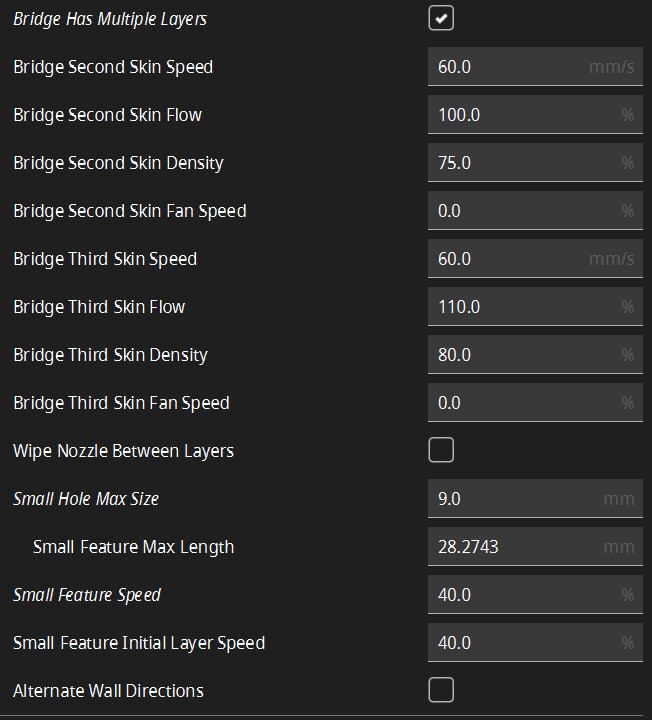 Bridge Has Multiple Layers
Bridge Second Skin Speed 60.0 mm/s
Bridge Second Skin Flow 100.0 %
Bridge Second Skin Density 75.0 %
Bridge Second Skin Fan Speed 0.0 %
Bridge Third Skin Speed 60.0 mm/s
Bridge Third Skin Flow 110.0 %
Bridge Third Skin Density 80.0 %
Bridge Third Skin Fan Speed 0.0 %
Wipe Nozzle Between Layers
Small Hole Max Size 9.0 mm
Small Feature Max Length 28.2743 mm
Small Feature Speed 40.0 %
Small Feature Initial Layer Speed 40.0 %
Alternate Wall Directions